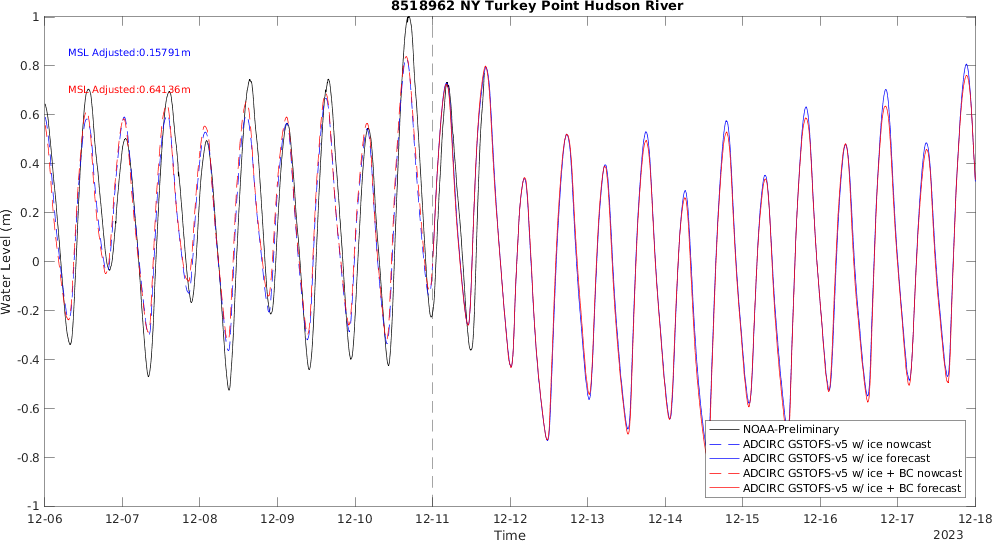 8518962 NY Turkey Point Hudson River
1
0.8
0.6
0.4
0.2
0
-0.2
-0.4
-0.6
-0.8
-1
Water Level (m)
MSL Adjusted:0.15791m
MSL Adjusted:0.64136m
NOAA-Preliminary
ADCIRC GSTOFS-v5 w/ ice nowcast
ADCIRC GSTOFS-v5 w/ ice forecast
ADCIRC GSTOFS-v5 w/ ice + BC nowcast
ADCIRC GSTOFS-v5 w/ ice + BC forecast
12-06 12-07 12-08 12-09 12-10 12-11 12-12 12-13 12-14 12-15 12-16 12-17 12-18
Time
2023